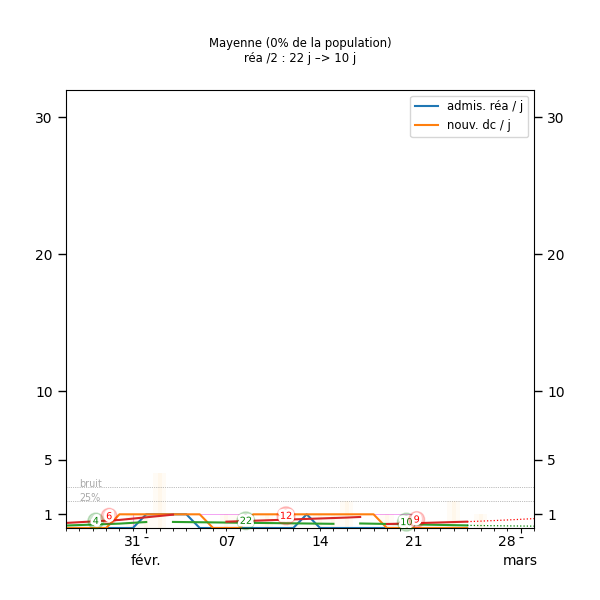 Mayenne (0% de la population)
réa /2 : 22 j –> 10 j
admis. réa / j
nouv. dc / j
30 30
20 20
10 10
5 5
bruit
25%
1 1
4 6 22 12 10 9
31 - 07 14 21 28 -
févr. mars